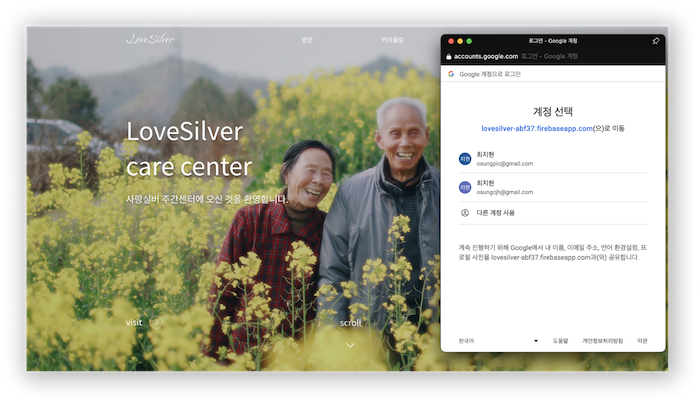 LoveSilver
방문
커리큘럼
LoveSilver
care center
사랑실버 주간센터에 오신 것을 환영합니다.
visit
scroll
로그인 - Google 계정
accounts.google.com 로그인 - Google 계정
Google 계정으로 로그인
계정 선택
lovesilver-abf37.firebaseapp.com(으)로 이동
지현
최지현
osungpic@gmail.com
지현
최지현
osungcjh@gmail.com
다른 계정 사용
계속 진행하기 위해 Google에서 내 이름, 이메일 주소, 언어 환경설정, 프
로필 사진을 lovesilver-abf37.firebaseapp.com과(와) 공유합니다.
한국어
도움말
개인정보처리방침
약관